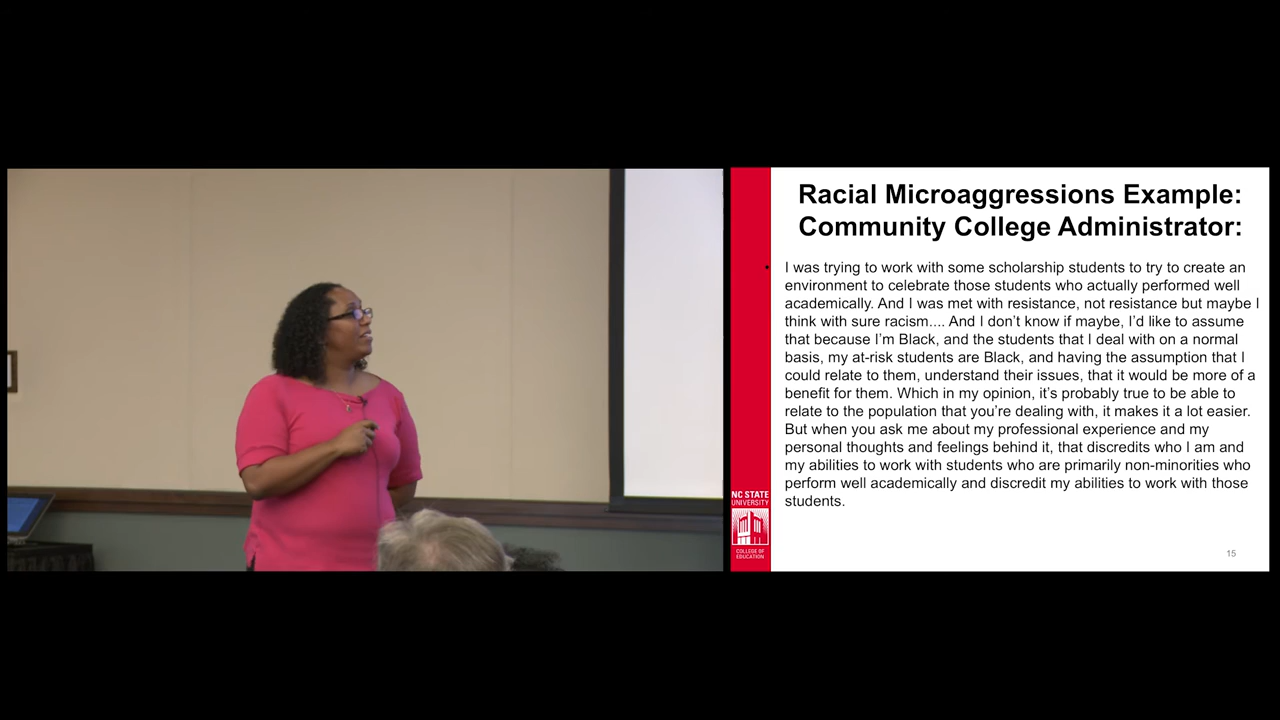 Racial Microaggressions Example:
Community College Administrator:
• I was trying to work with some scholarship students to try to create an
environment to celebrate those students who actually performed well
academically. And I was met with resistance, not resistance but maybe I
think with sure racism.... And I don’t know if maybe, I’d like to assume
that because I’m Black, and the students that I deal with on a normal
basis, my at-risk students are Black, and having the assumption that I
could relate to them, understand their issues, that it would be more of a
benefit for them. Which in my opinion, it’s probably true to be able to
relate to the population that you’re dealing with, it makes it a lot easier.
But when you ask me about my professional experience and my
personal thoughts and feelings behind it, that discredits who I am and
my abilities to work with students who are primarily non-minorities who
perform well academically and discredit my abilities to work with those
students.
NC STATE
UNIVERSITY
COLLEGE OF
EDUCATION
15